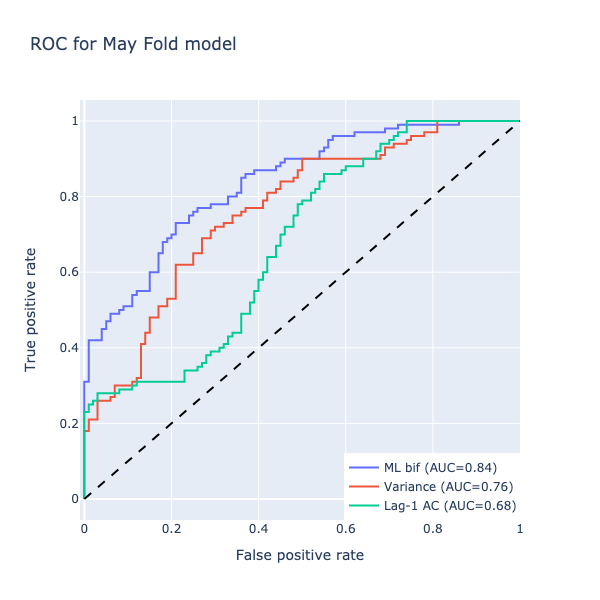 ROC for May Fold model
True positive rate
1
0.8
0.6
0.4
0.2
0
0 0.2 0.4 0.6 0.8 1
False positive rate
ML bif (AUC=0.84)
Variance (AUC=0.76)
Lag-1 AC (AUC=0.68)